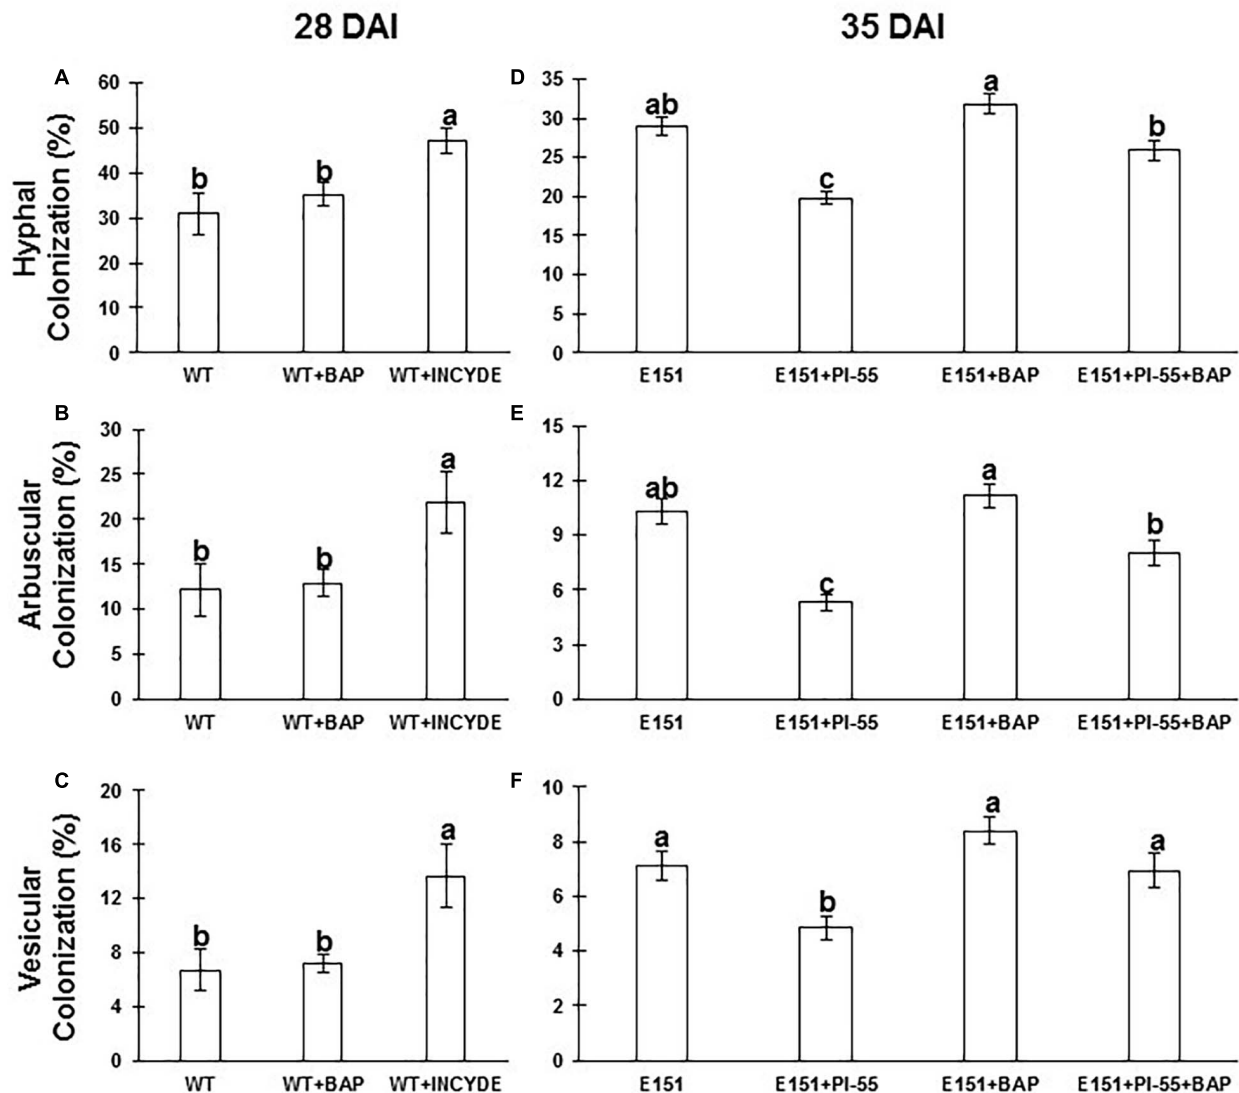 28 DAI
35 DAI
A
Hyphal
Colonization (%)
60
50
40
30
20
10
0
b
b
a
WT
WT+BAP
WT+INCYDE
D
35
30
25
20
15
10
5
0
ab
c
a
b
E151
E151+PI-55
E151+BAP
E151+PI-55+BAP
B
Arbuscular
Colonization (%)
30
25
20
15
10
5
0
b
b
a
WT
WT+BAP
WT+INCYDE
E
15
12
9
6
3
0
ab
c
a
b
E151
E151+PI-55
E151+BAP
E151+PI-55+BAP
C
Vesicular
Colonization (%)
20
16
12
8
4
0
b
b
a
WT
WT+BAP
WT+INCYDE
F
10
8
6
4
2
0
a
b
a
a
E151
E151+PI-55
E151+BAP
E151+PI-55+BAP